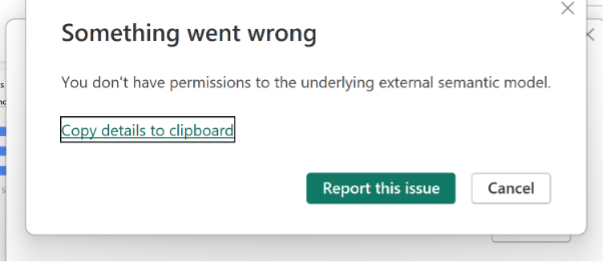 Something went wrong
You don't have permissions to the underlying external semantic model.
Copy details to clipboard
Report this issue
Cancel